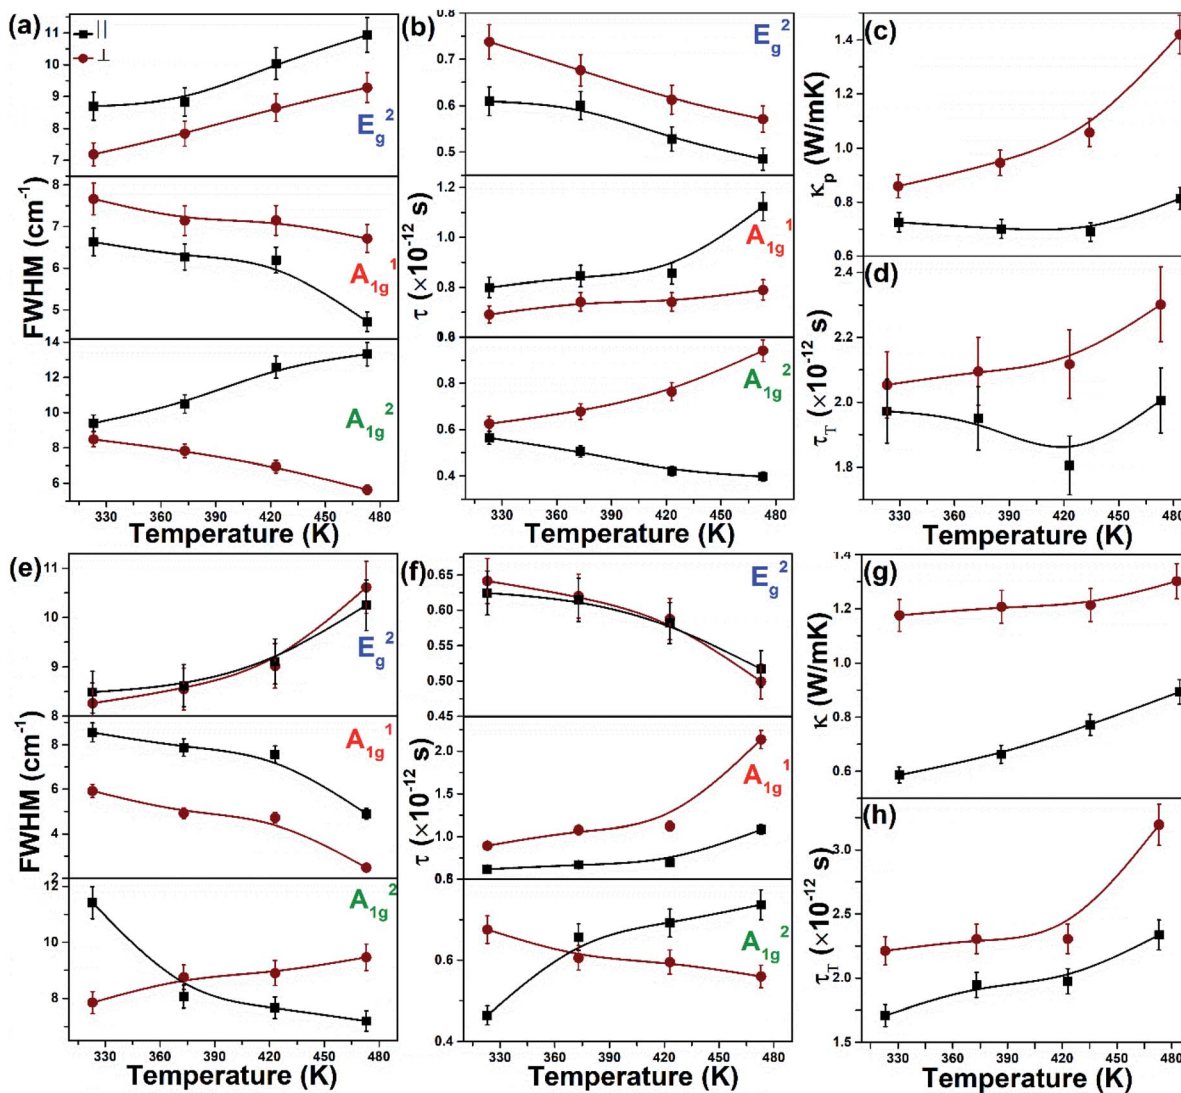 (a)
|| 
⊥
11
10
9
8
7
E_g^2
8
7
6
5
A_1g^1
14
12
10
8
6
A_1g^2
FWHM (cm⁻¹)
330 360 390 420 450 480
Temperature (K)
(b)
0.8
0.7
0.6
0.5
E_g^2
1.2
1.0
0.8
0.6
A_1g^1
0.8
0.6
0.4
A_1g^2
τ (×10⁻¹² s)
330 360 390 420 450 480
Temperature (K)
(c)
1.4
1.2
1.0
0.8
0.6
κ_p (W/mK)
(d)
2.4
2.2
2.0
1.8
τ_T (×10⁻¹² s)
330 360 390 420 450 480
Temperature (K)
(e)
11
10
9
8
E_g^2
8
6
4
2
A_1g^1
12
10
8
A_1g^2
FWHM (cm⁻¹)
330 360 390 420 450 480
Temperature (K)
(f)
0.65
0.60
0.55
0.50
0.45
E_g^2
2.0
1.5
1.0
A_1g^1
0.8
0.6
0.4
A_1g^2
τ (×10⁻¹² s)
330 360 390 420 450 480
Temperature (K)
(g)
1.4
1.2
1.0
0.8
0.6
κ (W/mK)
(h)
3.0
2.5
2.0
1.5
τ_T (×10⁻¹² s)
330 360 390 420 450 480
Temperature (K)